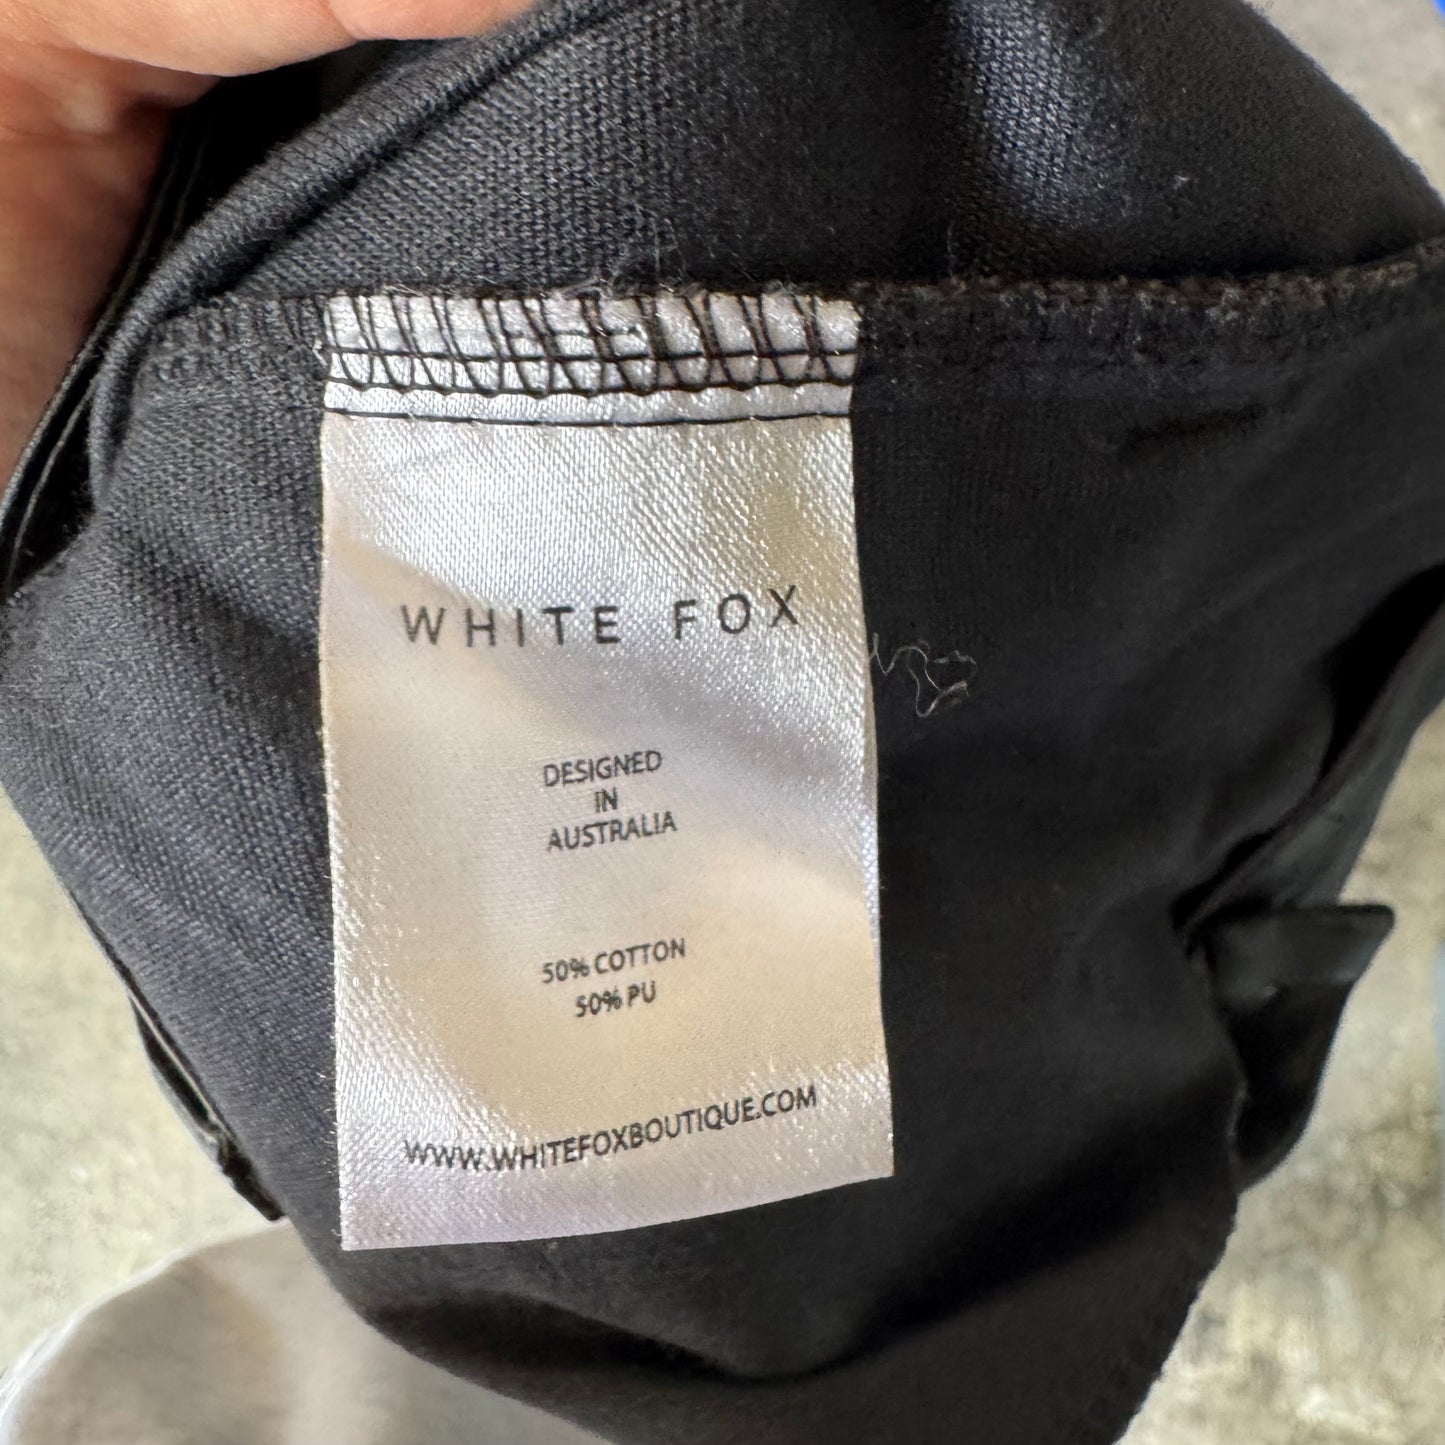 WHITE FOX
DESIGNED
IN
AUSTRALIA
50% COTTON
50% PU
WWW.WHITEFOXBOUTIQUE.COM